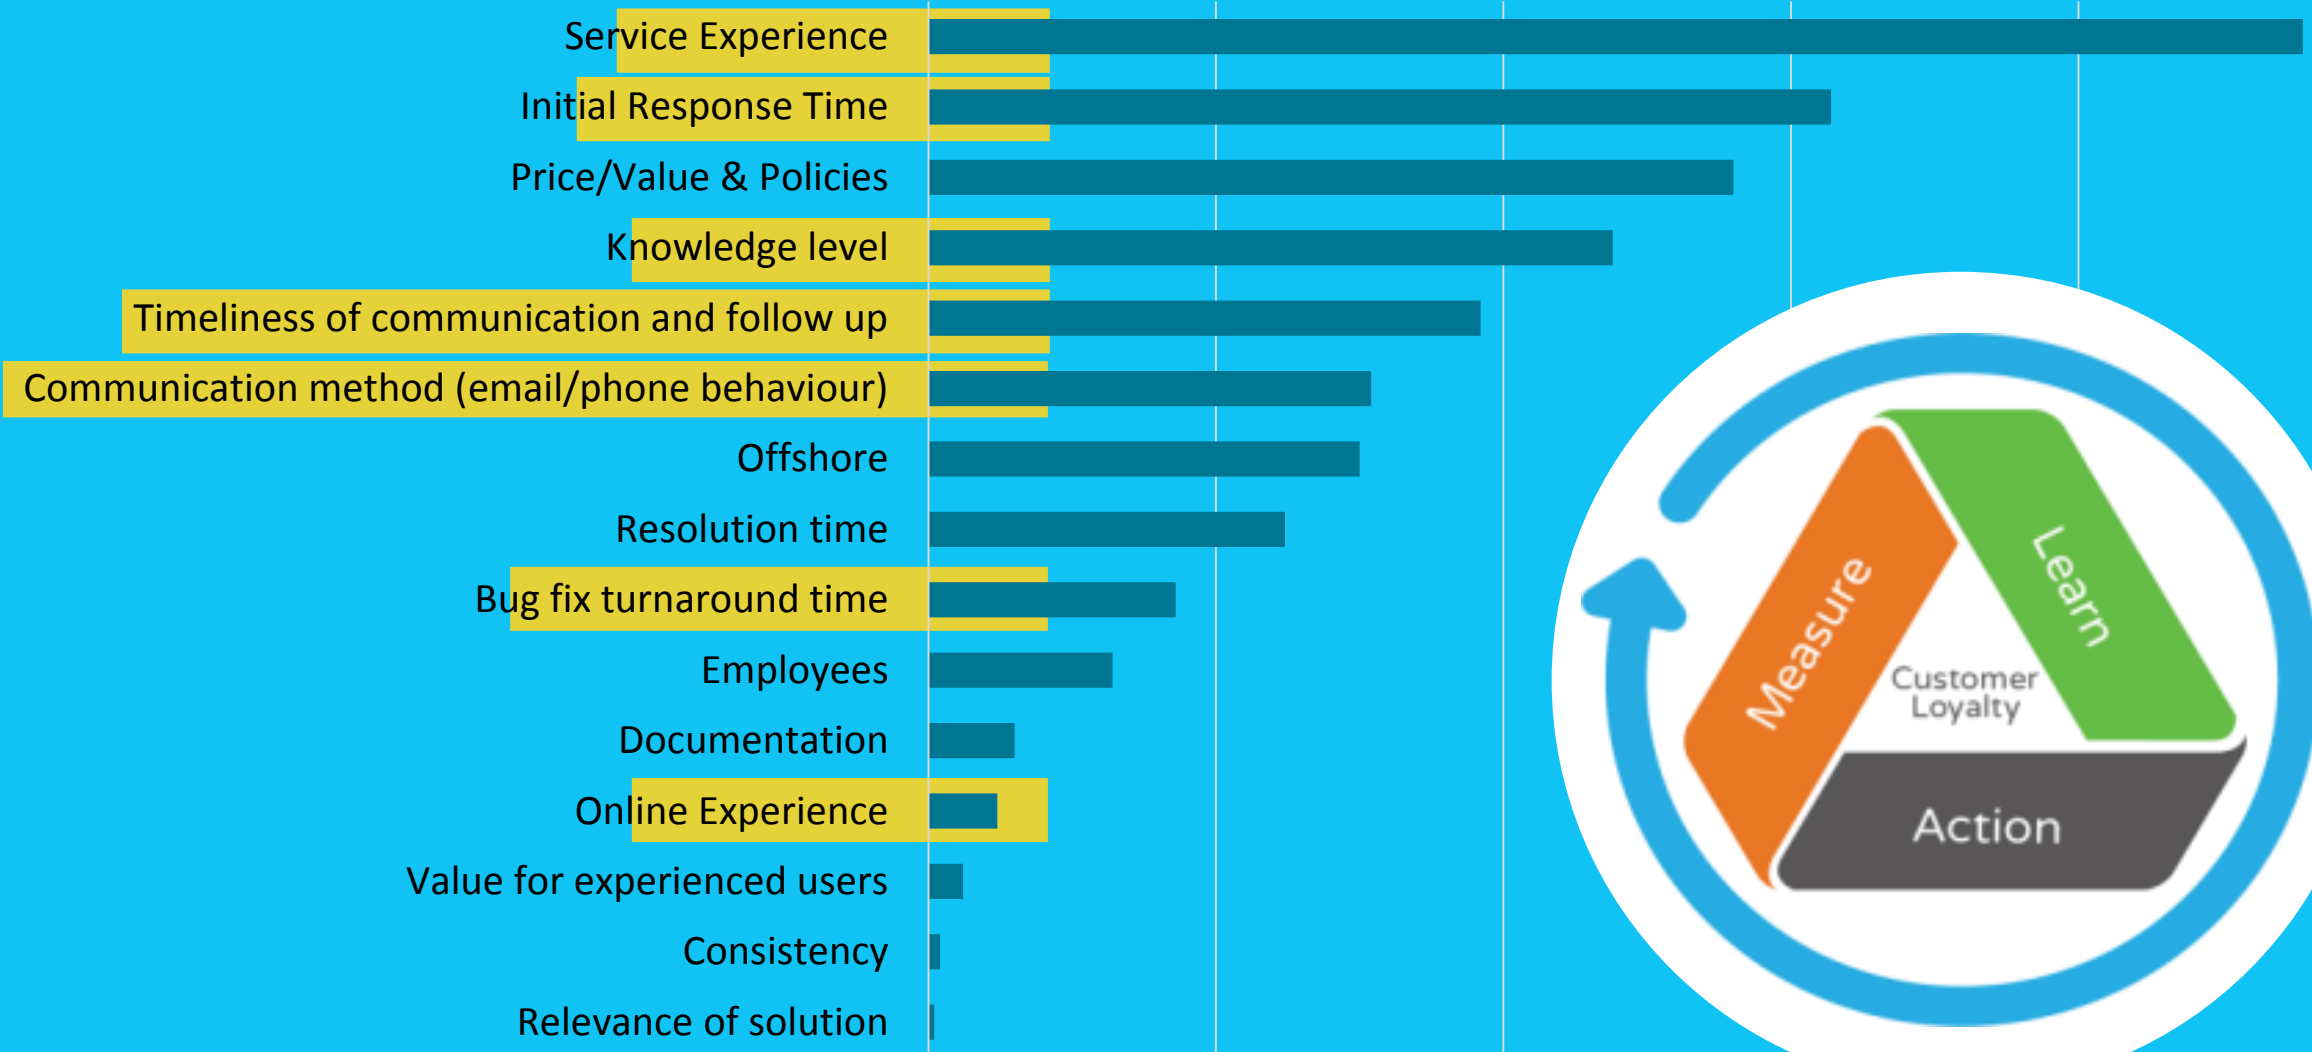 Service Experience
Initial Response Time
Price/Value & Policies
Knowledge level
Timeliness of communication and follow up
Communication method (email/phone behaviour)
Offshore
Resolution time
Bug fix turnaround time
Employees
Documentation
Online Experience
Value for experienced users
Consistency
Relevance of solution
Measure
Learn
Customer
Loyalty
Action